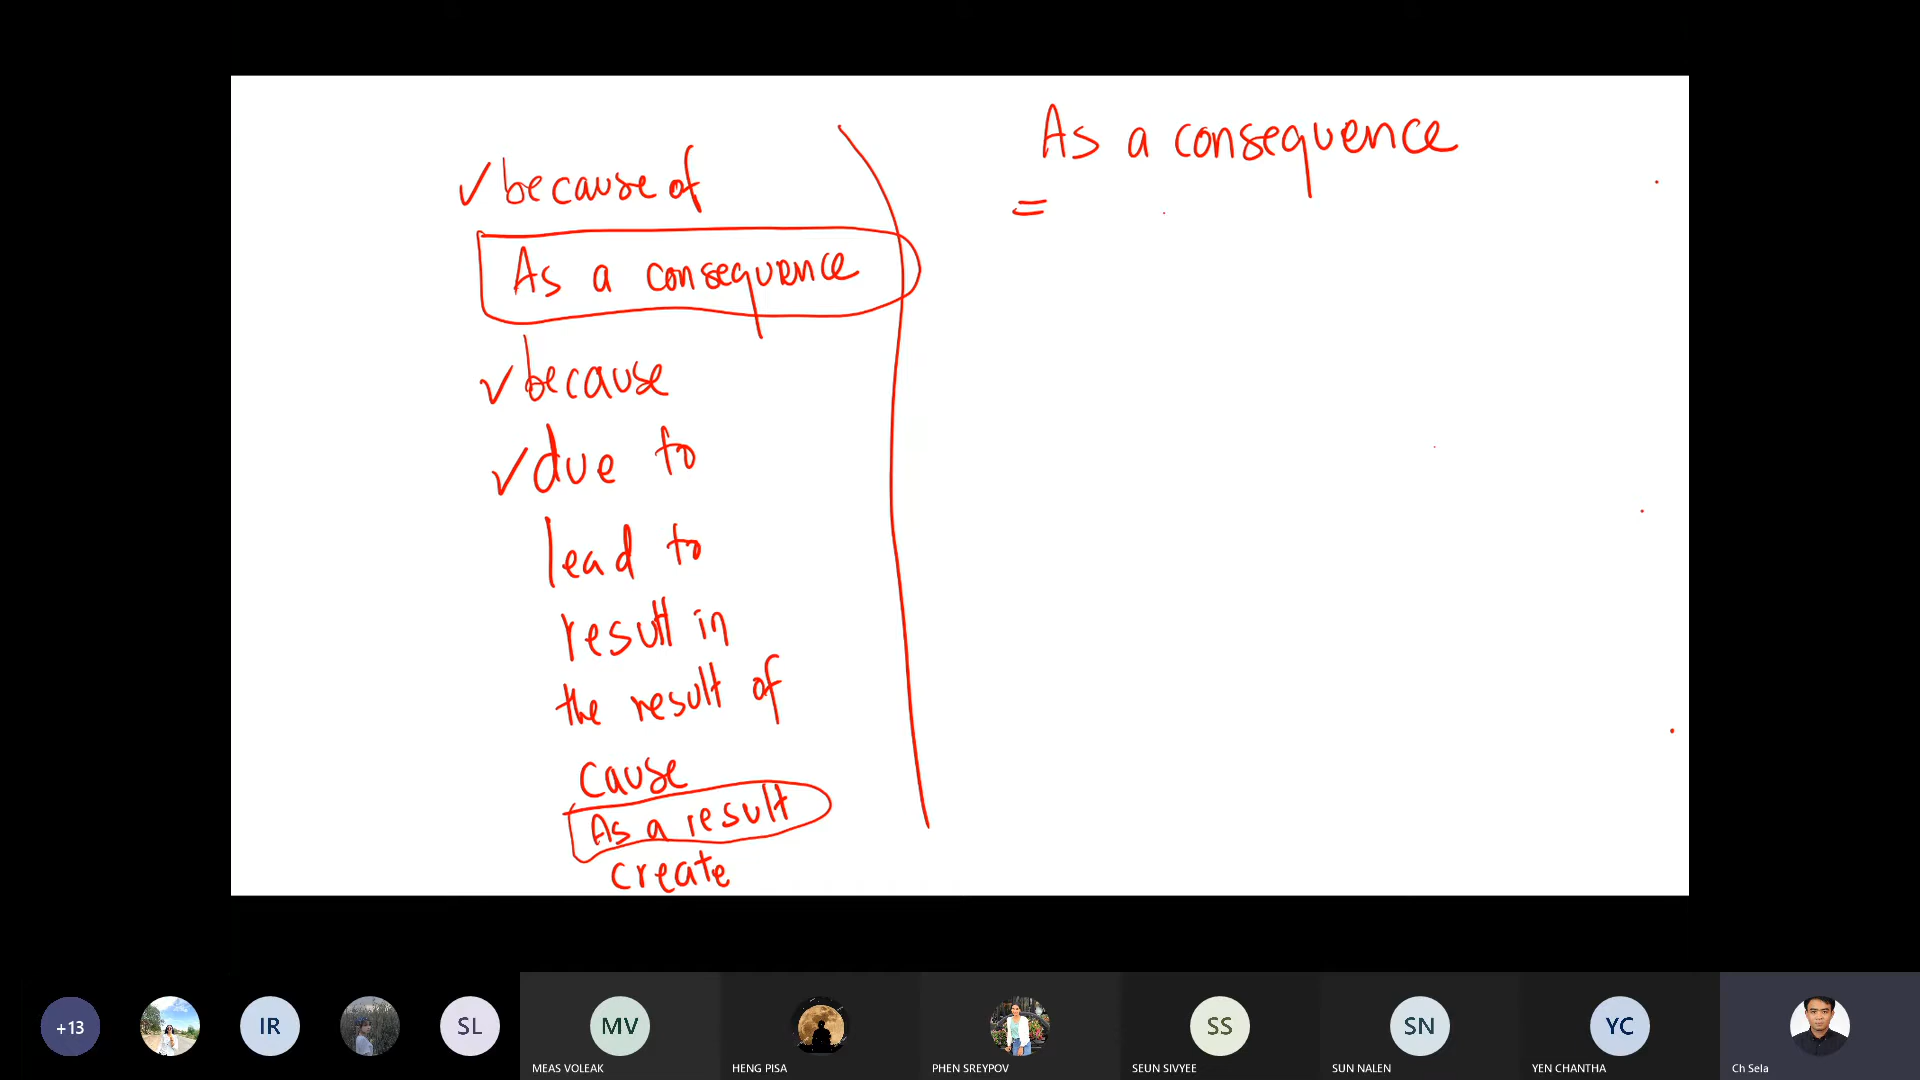 ✓ because of
As a consequence
✓ because
✓ due to
lead to
result in
the result of
cause
As a result
create
As a consequence
=
+13
IR
SL
MV
MEAS VOLEAK
HENG PISA
PHEN SREYPOV
SS
SEUN SIVYEE
SN
SUN NALEN
YC
YEN CHANTHA
Ch Sela